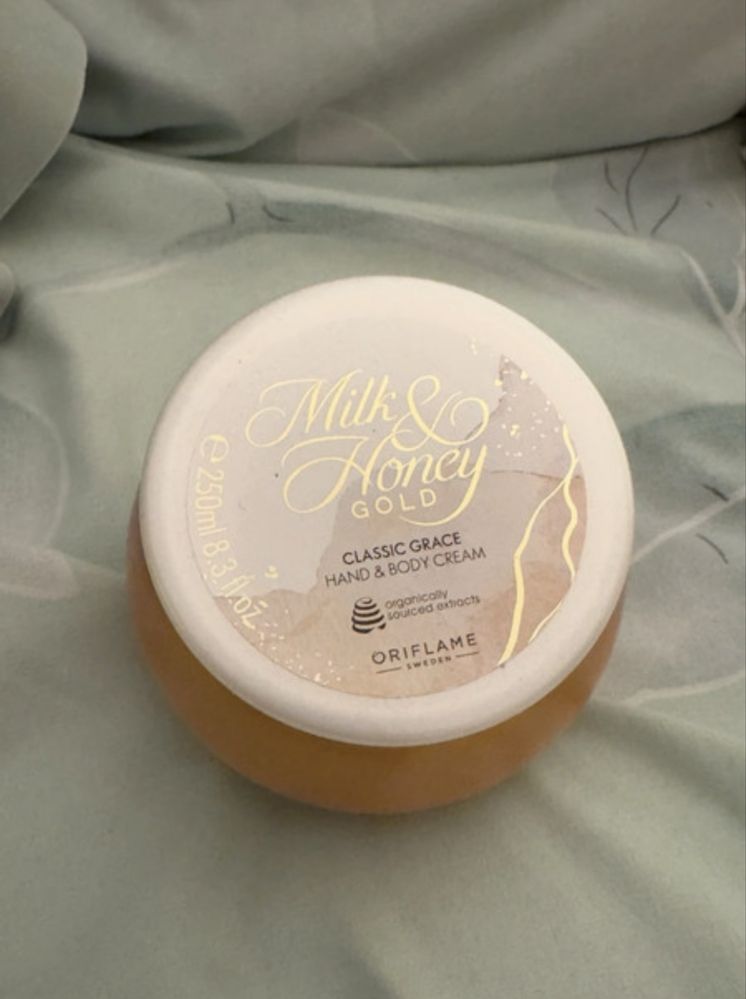 Milk &
Honey
GOLD
CLASSIC GRACE
HAND & BODY CREAM
organically
sourced extracts
ORIFLAME
SWEDEN
℮ 250ml 8.3 fl oz